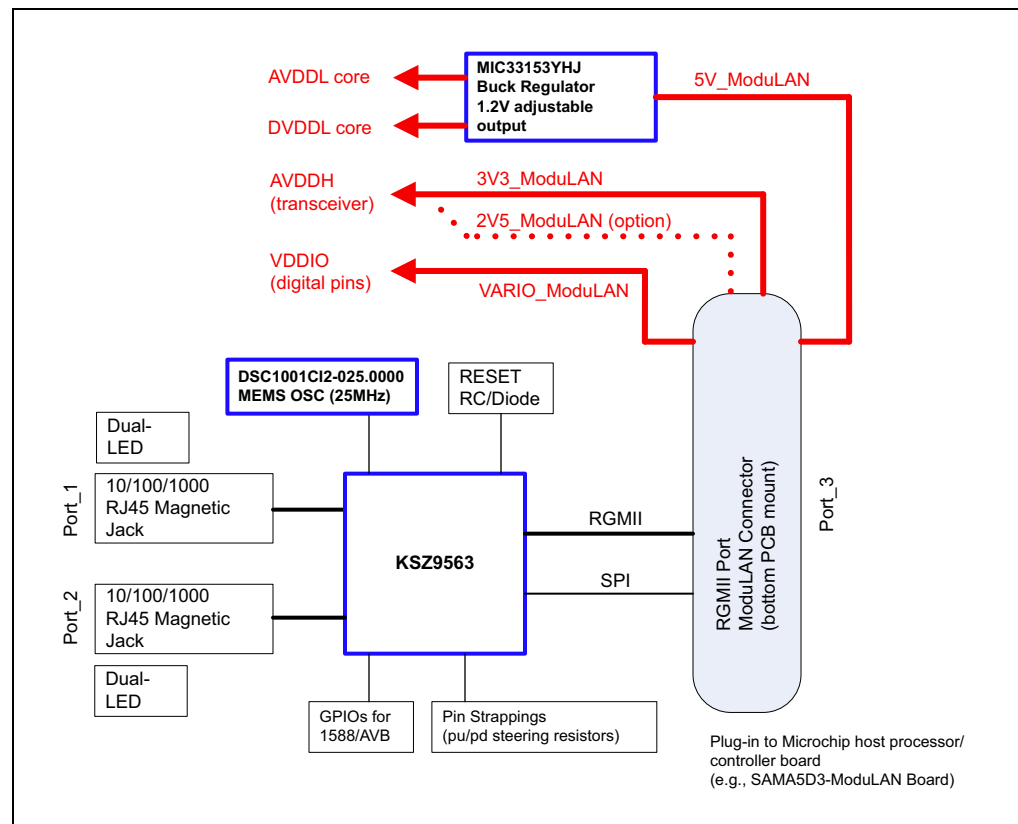 AVDDL core
DVDDL core
MIC33153YHJ
Buck Regulator
1.2V adjustable
output
5V_ModuLAN
AVDDH
(transceiver)
3V3_ModuLAN
2V5_ModuLAN (option)
VDDIO
(digital pins)
VARIO_ModuLAN
DSC1001CI2-025.0000
MEMS OSC (25MHz)
RESET
RC/Diode
Dual-
LED
Port_1
10/100/1000
RJ45 Magnetic
Jack
KSZ9563
RGMII
SPI
RGMII Port
ModuLAN Connector
(bottom PCB mount)
Port_3
Port_2
10/100/1000
RJ45 Magnetic
Jack
Dual-
LED
GPIOs for
1588/AVB
Pin Strappings
(pu/pd steering resistors)
Plug-in to Microchip host processor/
controller board
(e.g., SAMA5D3-ModuLAN Board)